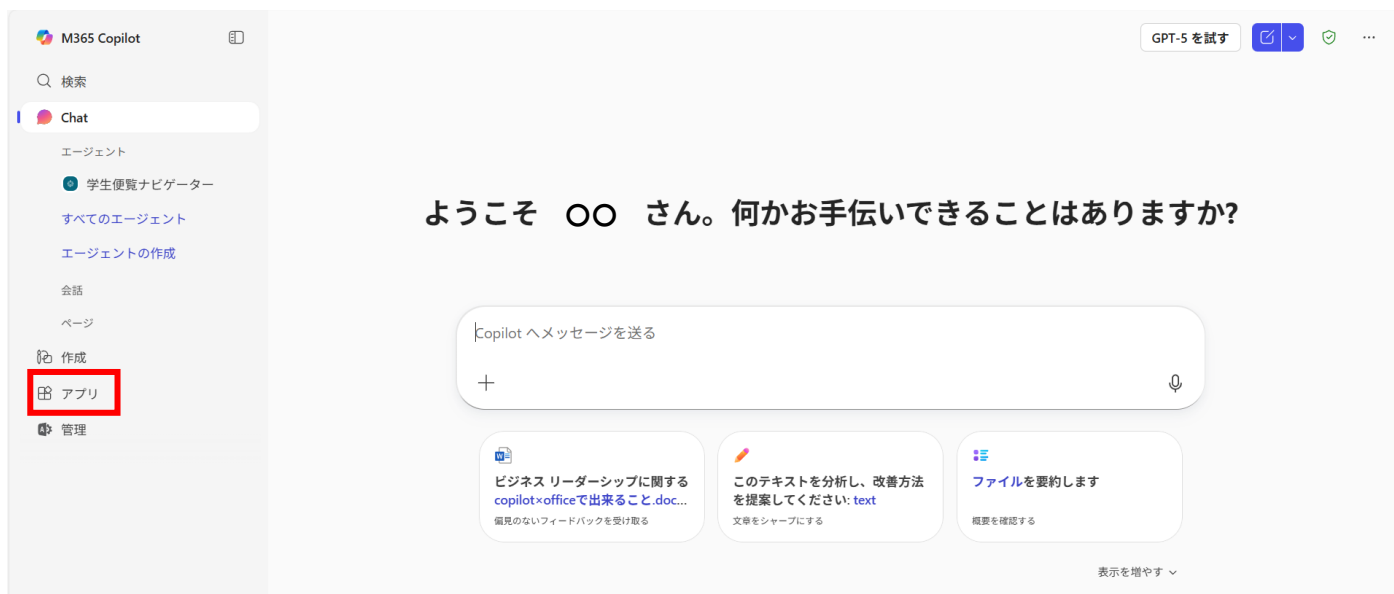 M365 Copilot
検索
Chat
エージェント
学生便覧ナビゲーター
すべてのエージェント
エージェントの作成
会話
ページ
作成
アプリ
管理
GPT-5 を試す
ようこそ 〇〇 さん。何かお手伝いできることはありますか?
Copilot へメッセージを送る
ビジネス リーダーシップに関する
copilot×officeで出来ること.doc...
偏見のないフィードバックを受け取る
このテキストを分析し、改善方法
を提案してください: text
文章をシャープにする
ファイルを要約します
概要を確認する
表示を増やす